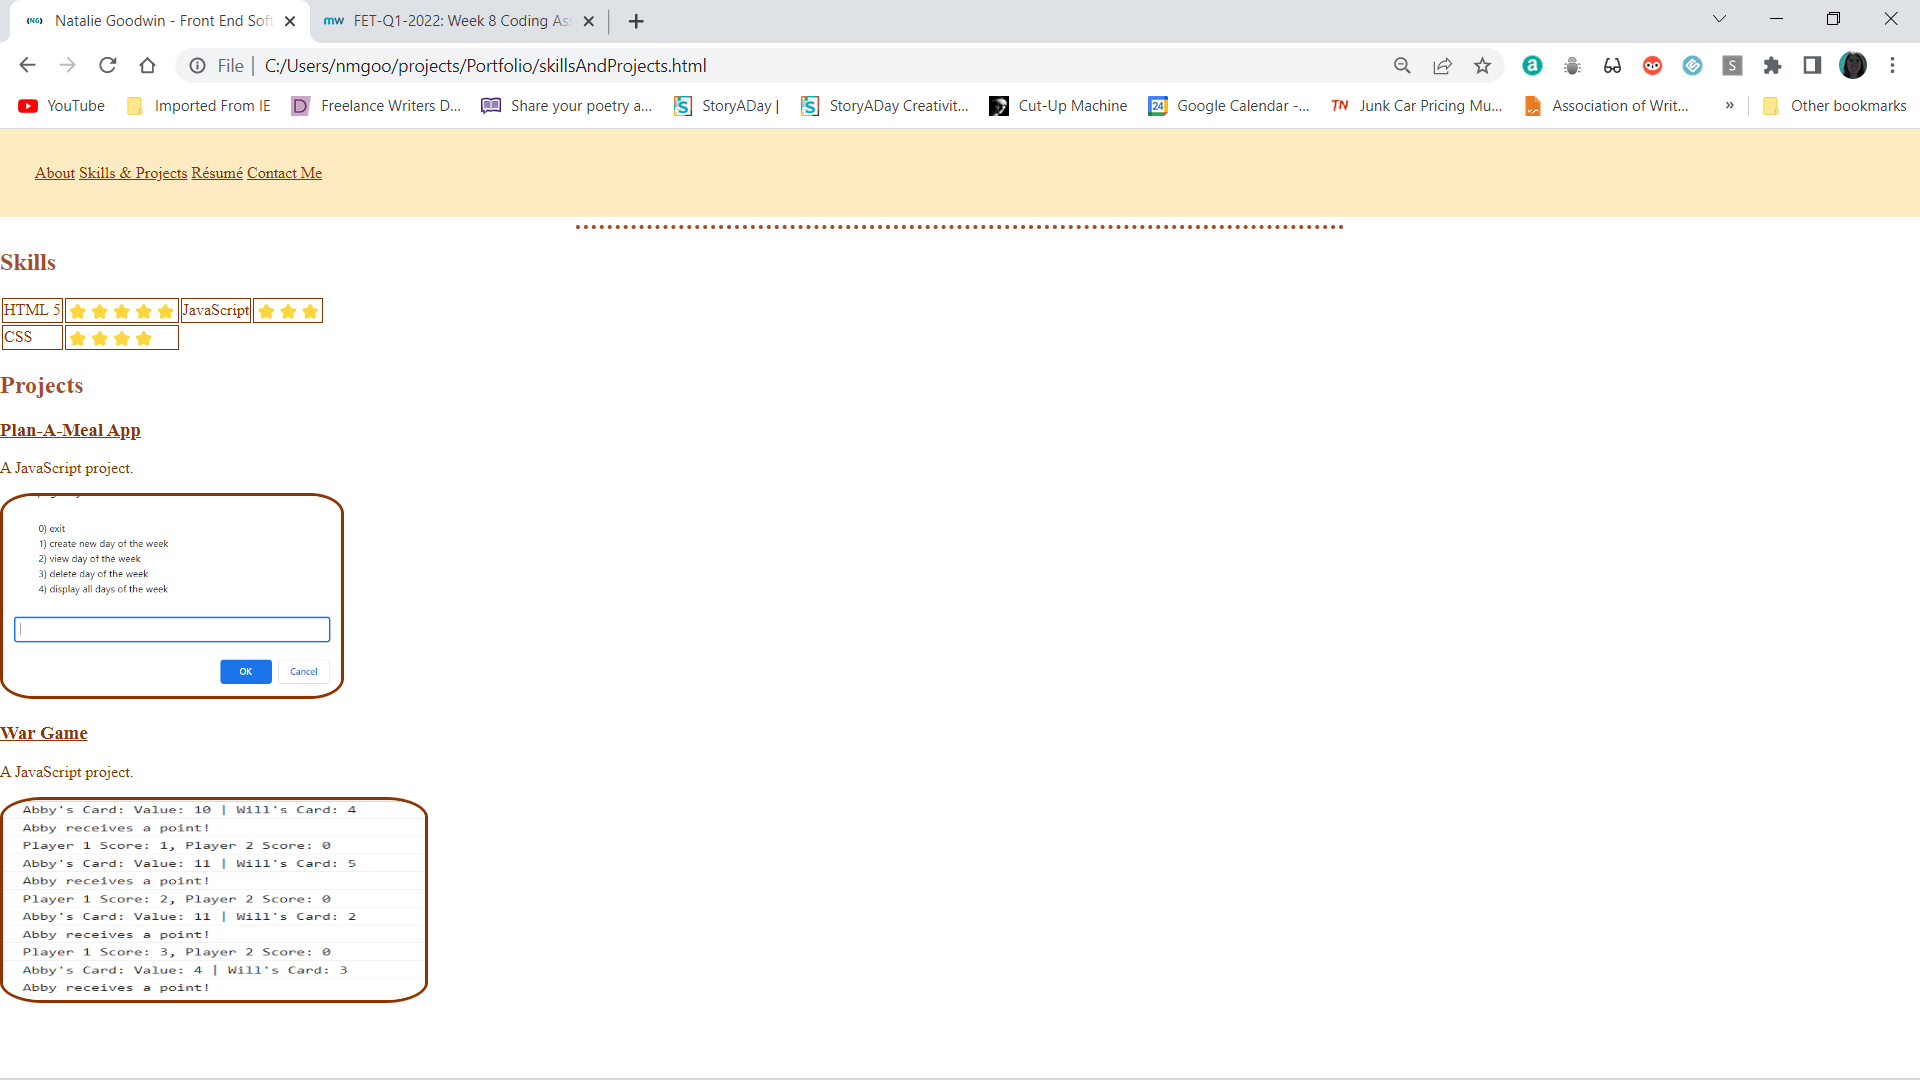 Natalie Goodwin - Front End Soft
FET-Q1-2022: Week 8 Coding Ass
File | C:/Users/nmgoo/projects/Portfolio/skillsAndProjects.html
YouTube Imported From IE Freelance Writers D... Share your poetry a... StoryADay | StoryADay Creativit... Cut-Up Machine Google Calendar -... Junk Car Pricing Mu... Association of Writ... » Other bookmarks
About Skills & Projects Résumé Contact Me
Skills
HTML 5 JavaScript
CSS
Projects
Plan-A-Meal App
A JavaScript project.
0) exit
1) create new day of the week
2) view day of the week
3) delete day of the week
4) display all days of the week
OK Cancel
War Game
A JavaScript project.
Abby's Card: Value: 10 | Will's Card: 4
Abby receives a point!
Player 1 Score: 1, Player 2 Score: 0
Abby's Card: Value: 11 | Will's Card: 5
Abby receives a point!
Player 1 Score: 2, Player 2 Score: 0
Abby's Card: Value: 11 | Will's Card: 2
Abby receives a point!
Player 1 Score: 3, Player 2 Score: 0
Abby's Card: Value: 4 | Will's Card: 3
Abby receives a point!